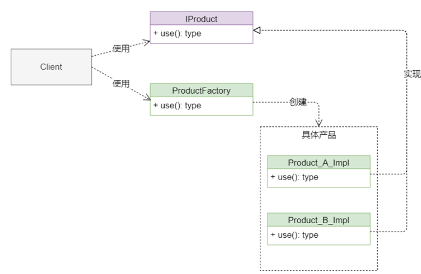 IProduct
+ use(): type
使用
Client
实现
使用
ProductFactory
+ use(): type
创建
具体产品
Product_A_Impl
+ use(): type
Product_B_Impl
+ use(): type